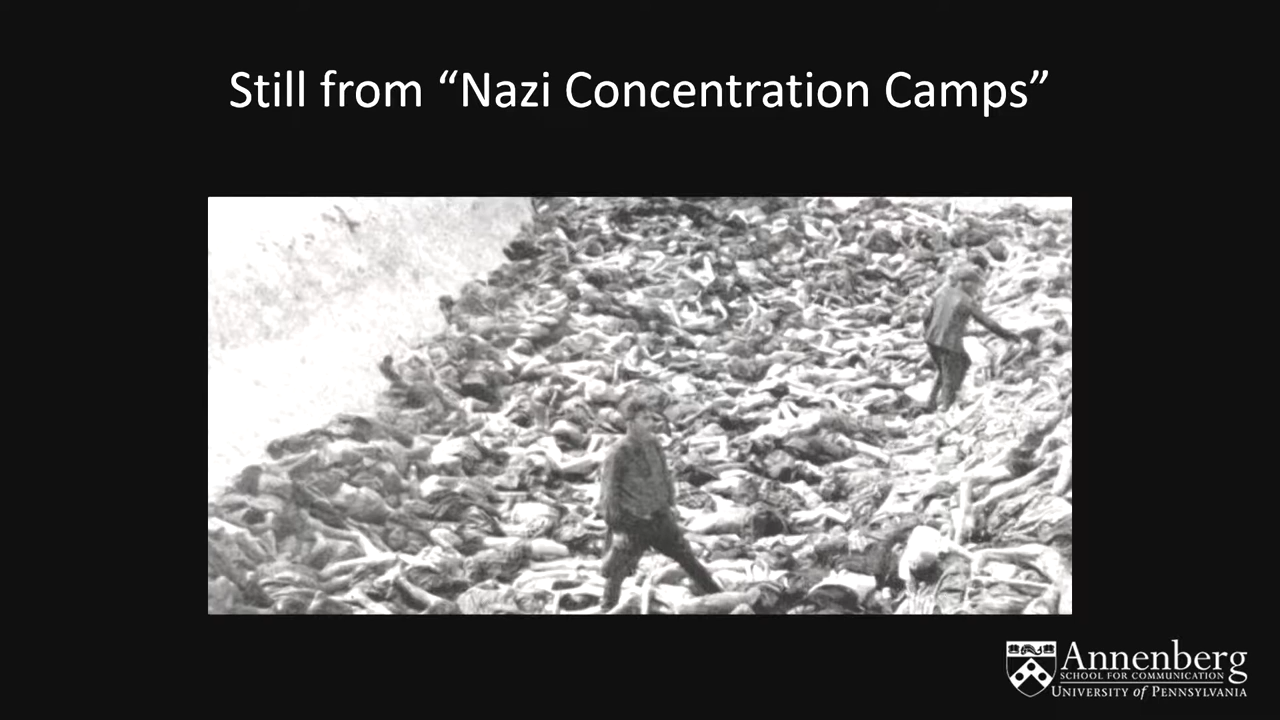 Still from “Nazi Concentration Camps”
Annenberg
SCHOOL FOR COMMUNICATION
UNIVERSITY of PENNSYLVANIA